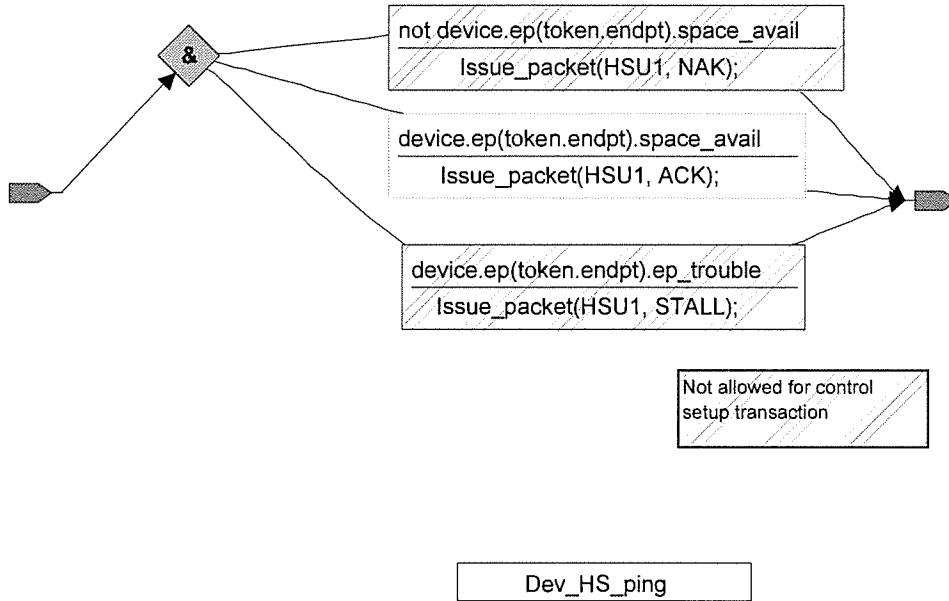 &
not device.ep(token.endpt).space_avail
Issue_packet(HSU1, NAK);
device.ep(token.endpt).space_avail
Issue_packet(HSU1, ACK);
device.ep(token.endpt).ep_trouble
Issue_packet(HSU1, STALL);
Not allowed for control
setup transaction
Dev_HS_ping